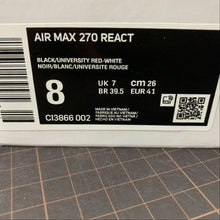 AIR MAX 270 REACT
BLACK/UNIVERSITY RED-WHITE
NOIR/BLANC/UNIVERSITE ROUGE
8
UK 7 cm 26
BR 39.5 EUR 41
CI3866 002
MADE IN VIETNAM/